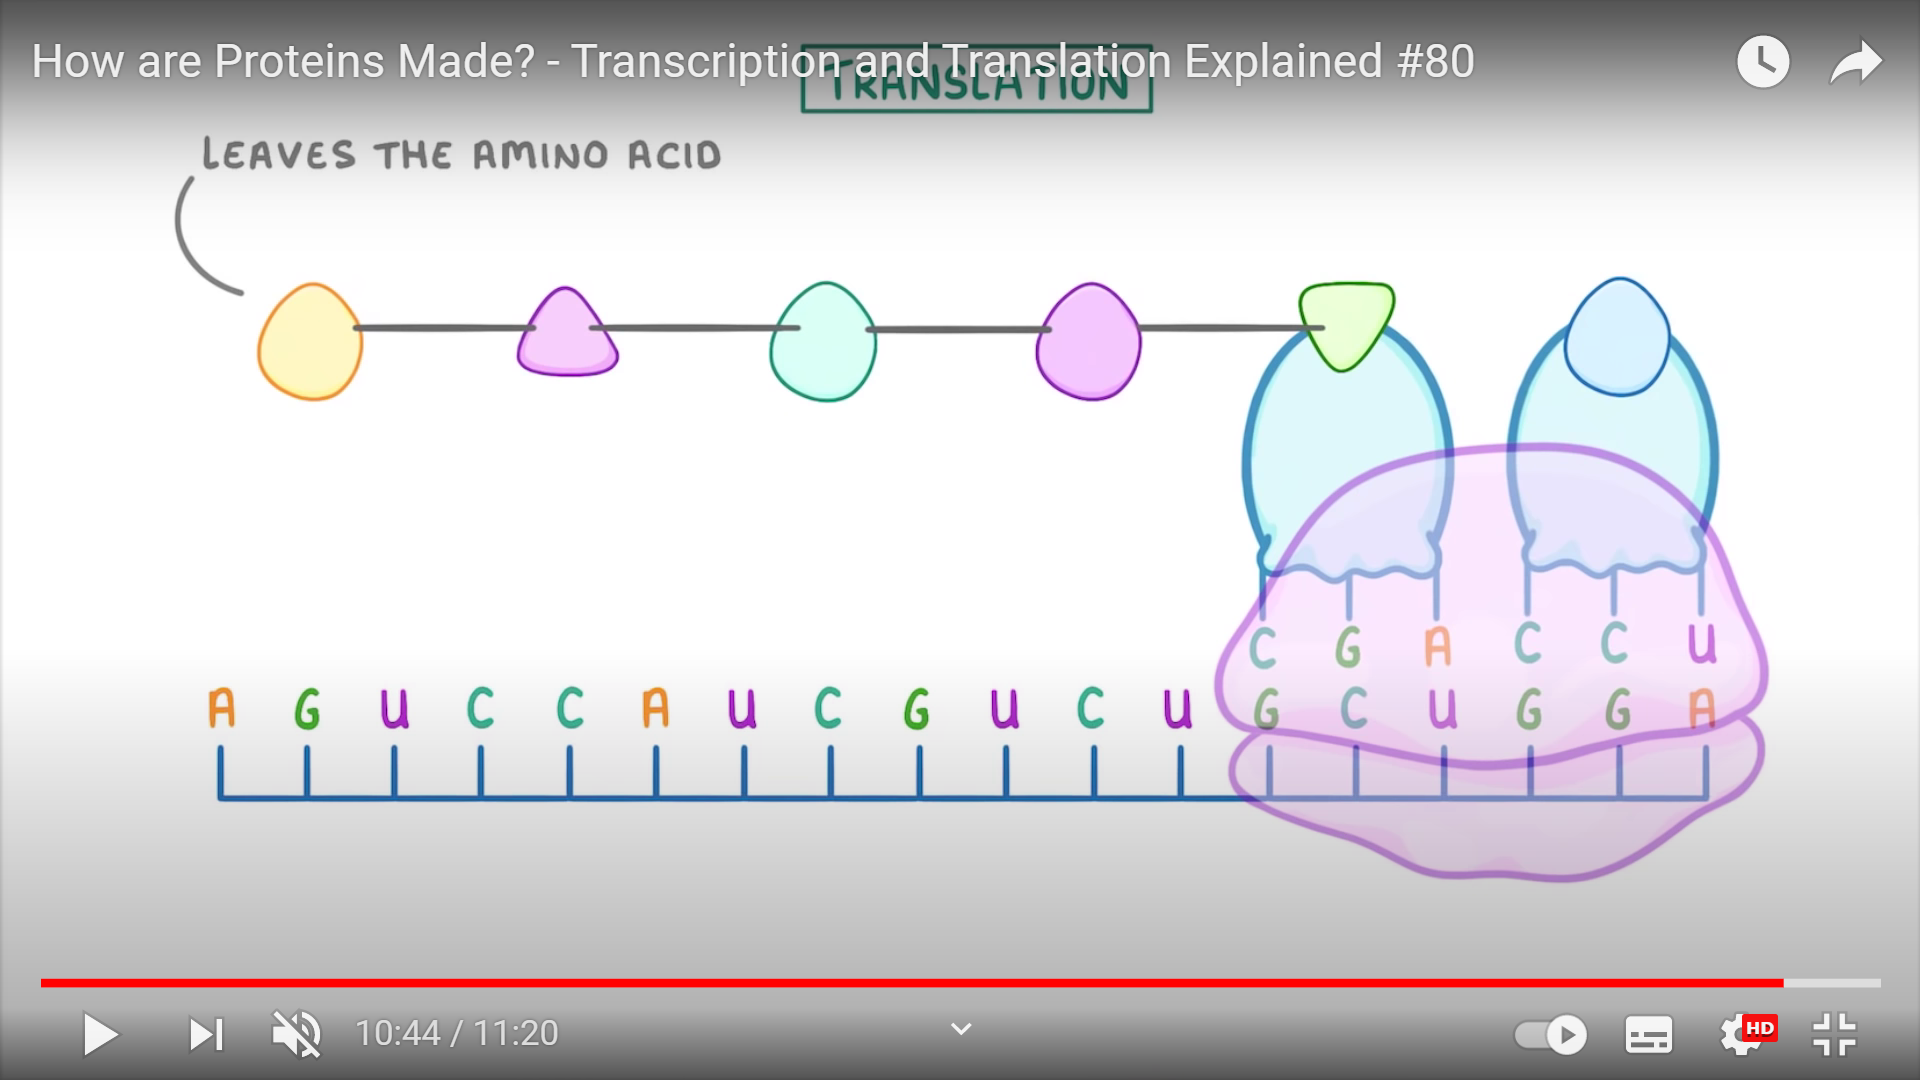 How are Proteins Made? - Transcription and Translation Explained #80
TRANSLATION
LEAVES THE AMINO ACID
C G A C C U
A G U C C A U C G U C U G C U G G A
10:44 / 11:20
HD